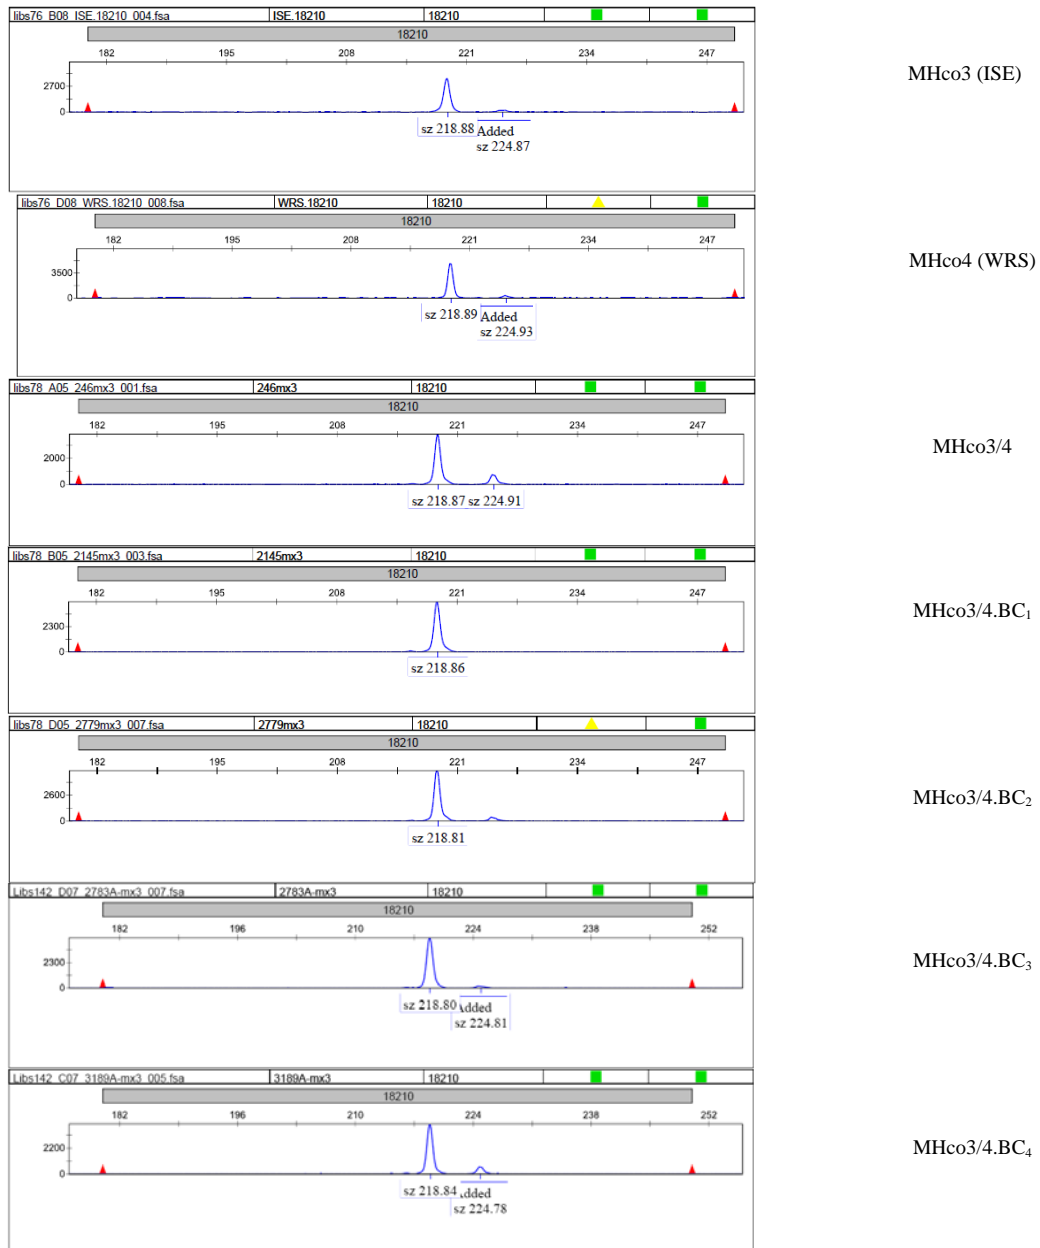 libs76_B08_ISE.18210_004.fsa ISE.18210 18210
18210
182 195 208 221 234 247
2700
0
sz 218.88 Added
sz 224.87
MHco3 (ISE)
libs76_D08_WRS.18210_008.fsa WRS.18210 18210
18210
182 195 208 221 234 247
3500
0
sz 218.89 Added
sz 224.93
MHco4 (WRS)
libs78_A05_246mx3_001.fsa 246mx3 18210
18210
182 195 208 221 234 247
2000
0
sz 218.87 sz 224.91
MHco3/4
libs78_B05_2145mx3_003.fsa 2145mx3 18210
18210
182 195 208 221 234 247
2300
0
sz 218.86
MHco3/4.BC₁
libs78_D05_2779mx3_007.fsa 2779mx3 18210
18210
182 195 208 221 234 247
2600
0
sz 218.81
MHco3/4.BC₂
Libs142_D07_2783A-mx3_007.fsa 2783A-mx3 18210
18210
182 196 210 224 238 252
2300
0
sz 218.80 Added
sz 224.81
MHco3/4.BC₃
Libs142_C07_3189A-mx3_005.fsa 3189A-mx3 18210
18210
182 196 210 224 238 252
2200
0
sz 218.84 Added
sz 224.78
MHco3/4.BC₄